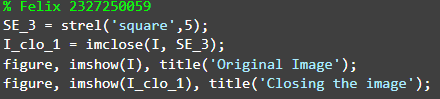 % Felix 2327250059
SE_3 = strel('square',5);
I_clo_1 = imclose(I, SE_3);
figure, imshow(I), title('Original Image');
figure, imshow(I_clo_1), title('Closing the image');